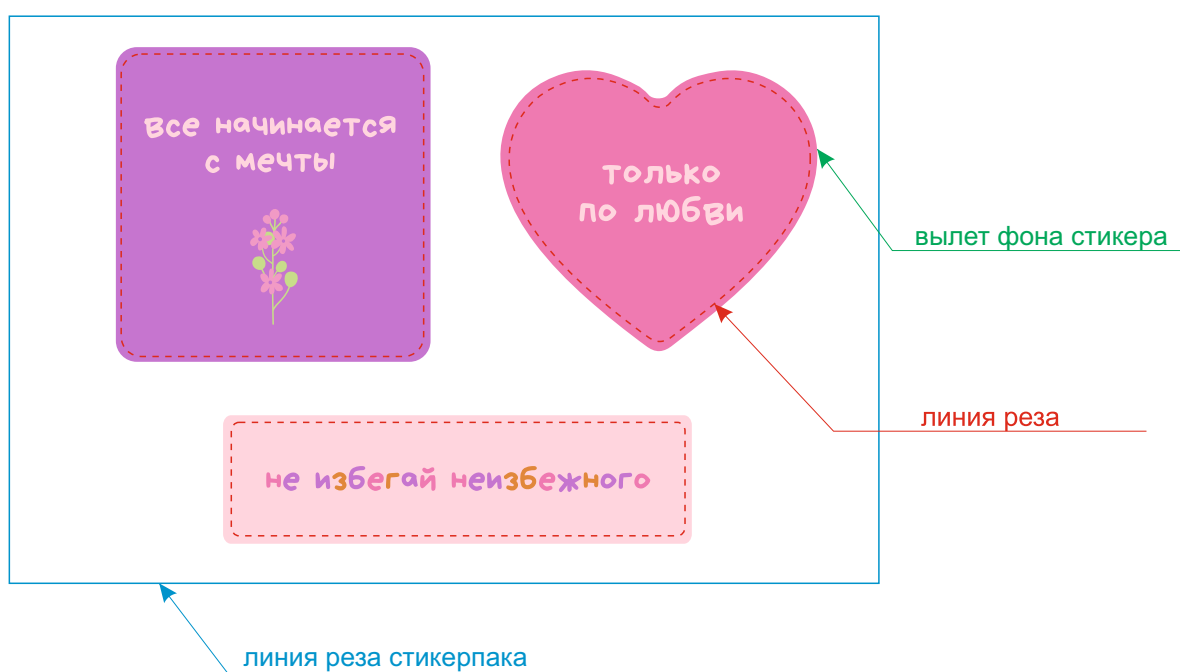 все начинается
с мечты
только
по любви
вылет фона стикера
линия реза
не избегай неизбежного
линия реза стикерпака